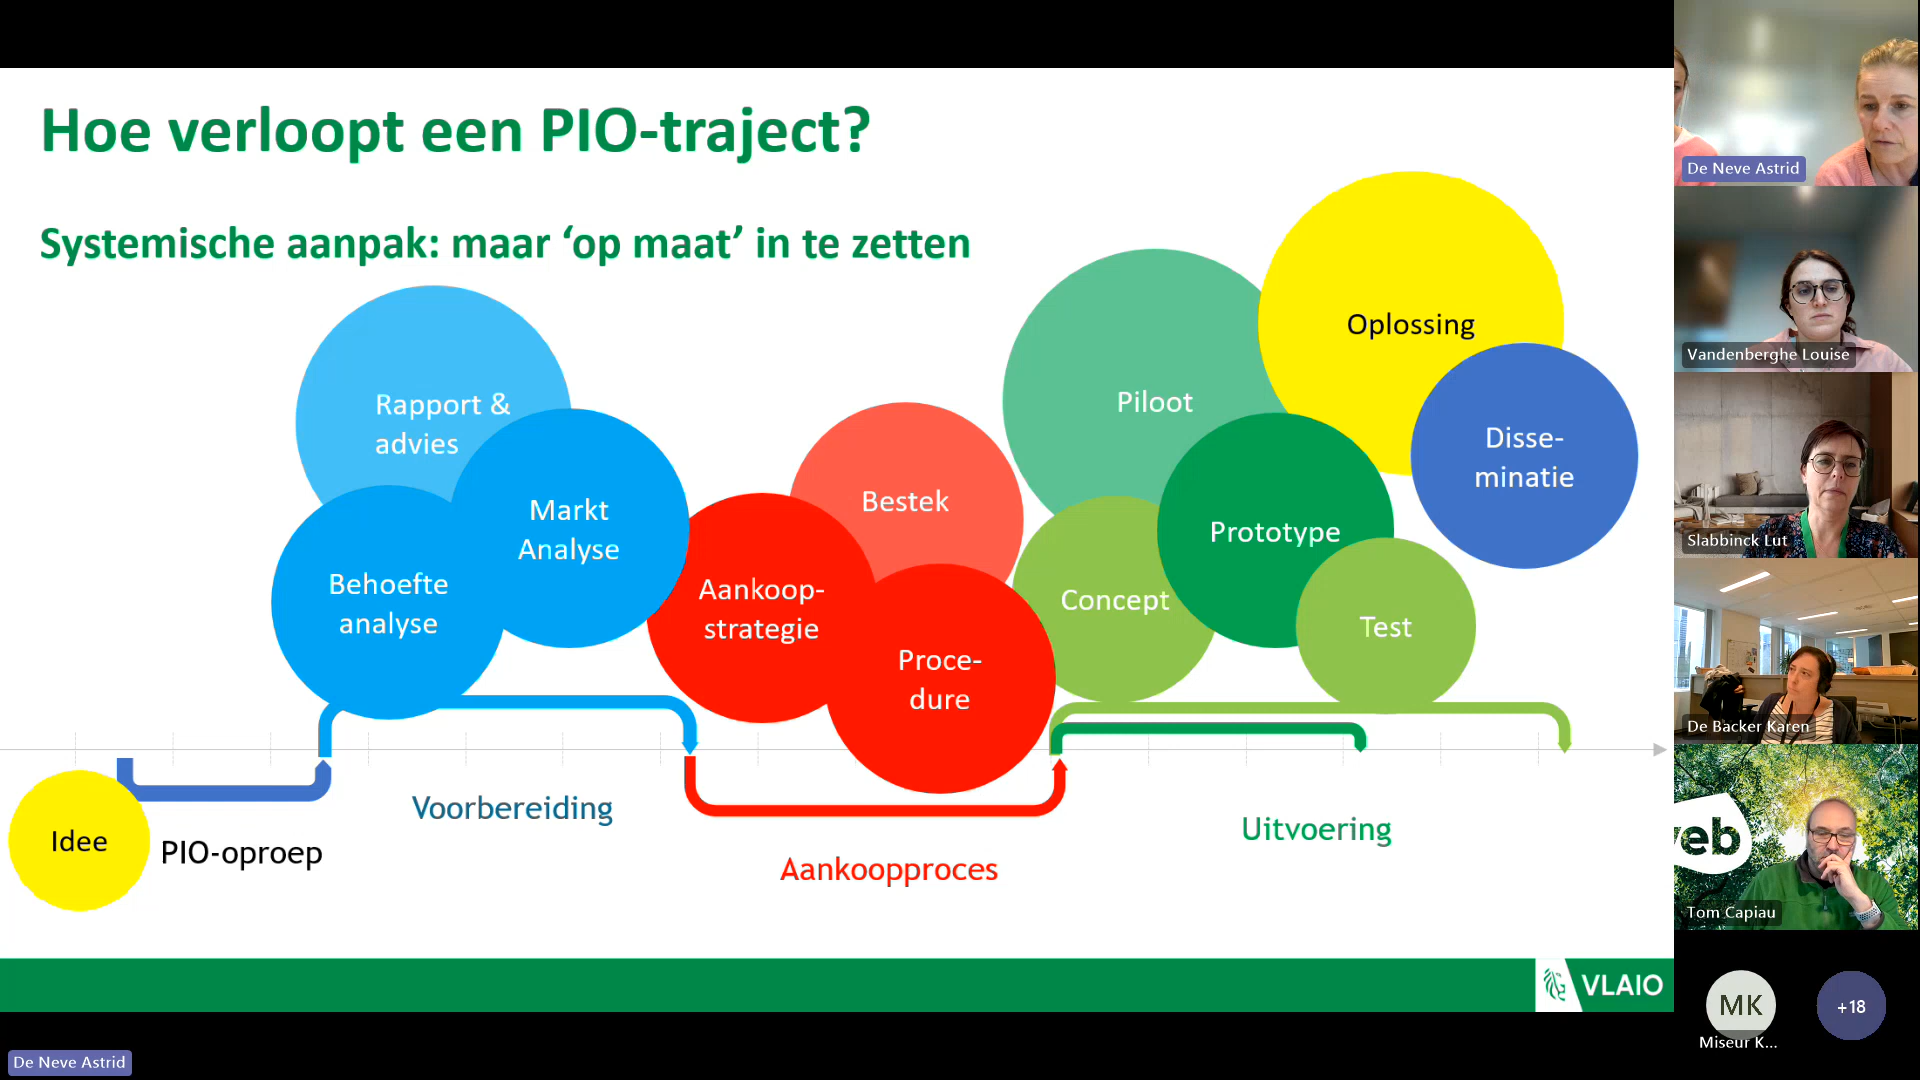 Hoe verloopt een PIO-traject?
Systemische aanpak: maar ‘op maat’ in te zetten
Rapport &
advies
Markt
Analyse
Behoefte
analyse
Aankoop-
strategie
Bestek
Proce-
dure
Piloot
Concept
Prototype
Test
Oplossing
Disse-
minatie
Idee
PIO-oproep
Voorbereiding
Aankoopproces
Uitvoering
VLAIO
De Neve Astrid
De Neve Astrid
Vandenberghe Louise
Slabbinck Lut
De Backer Karen
eb
Tom Capiau
MK
Miseur K...
+18